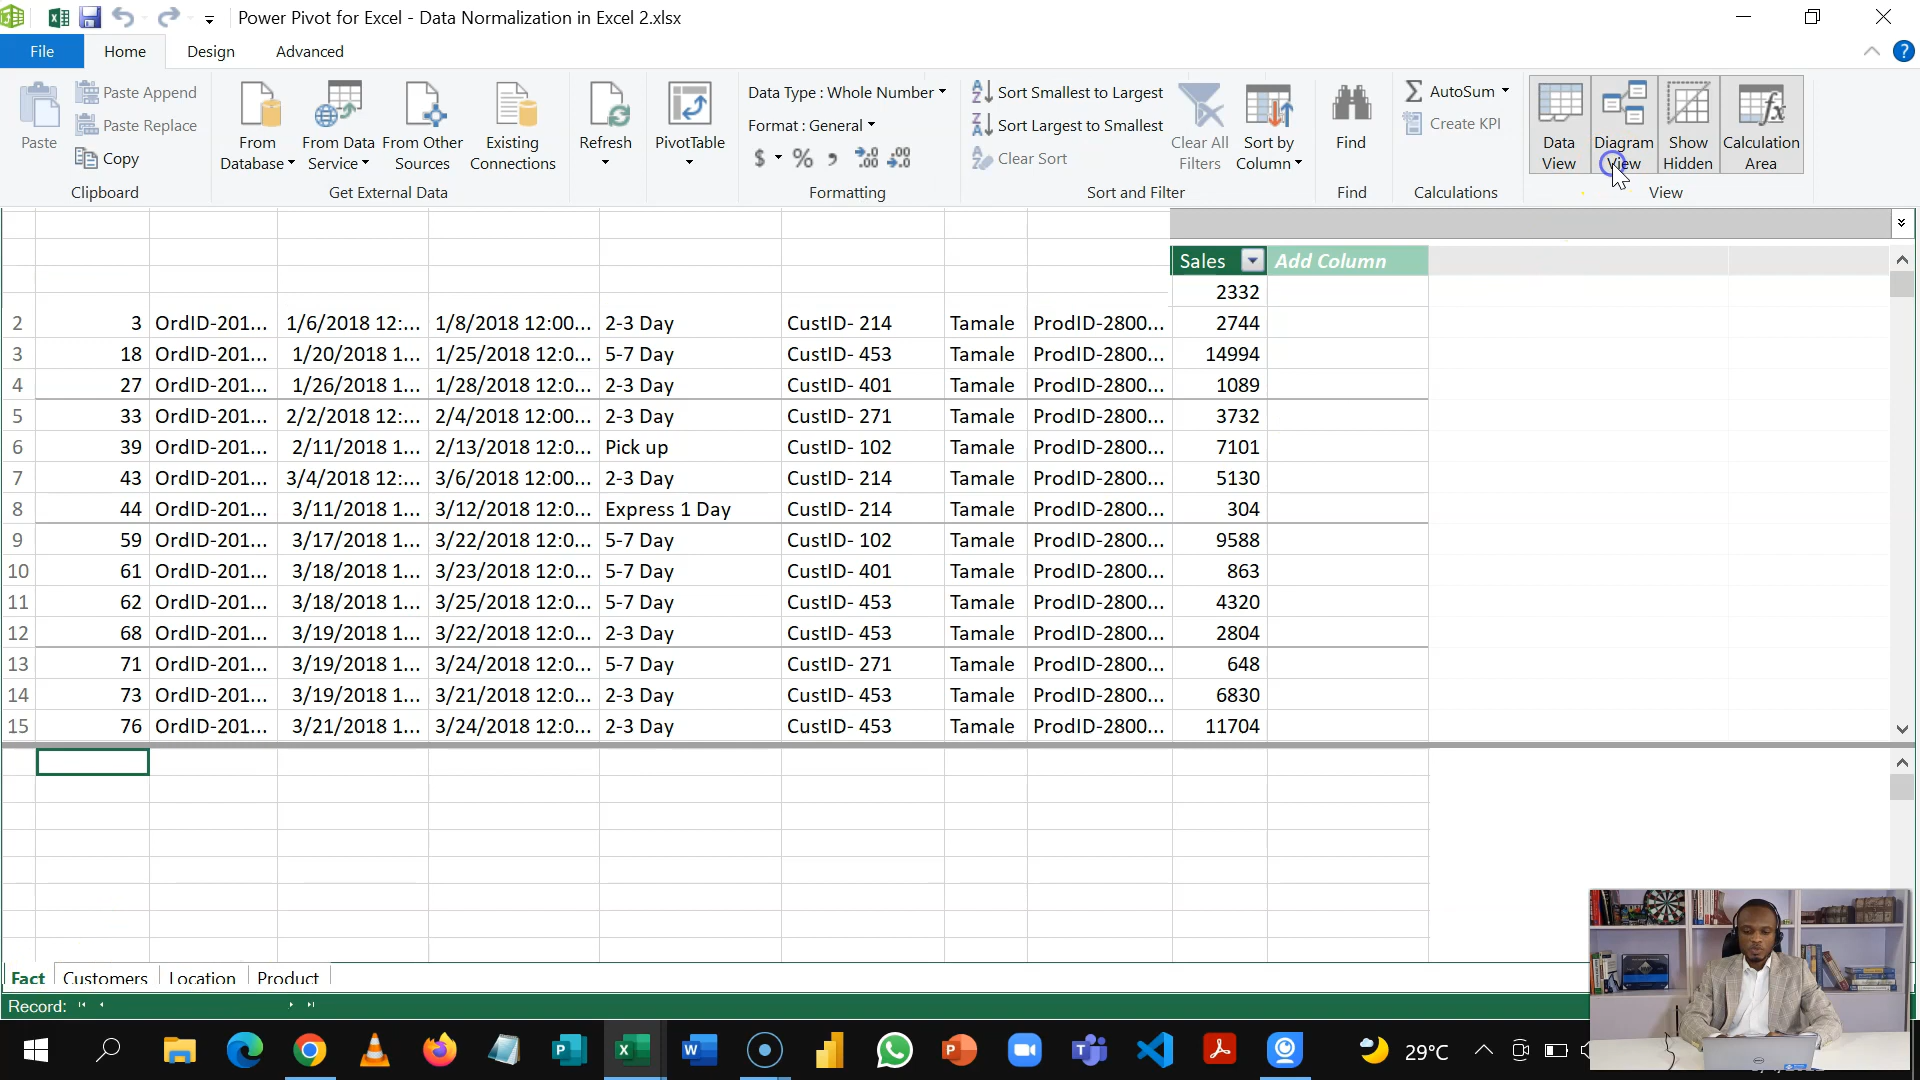 Power Pivot for Excel - Data Normalization in Excel 2.xlsx
File Home Design Advanced
Paste
Paste Append
Paste Replace
Copy
Clipboard
From Database
From Data Service
From Other Sources
Existing Connections
Get External Data
Refresh
PivotTable
Data Type : Whole Number
Format : General
$ % ,
Formatting
Sort Smallest to Largest
Sort Largest to Smallest
Clear Sort
Clear All Filters
Sort by Column
Sort and Filter
Find
Find
AutoSum
Create KPI
Calculations
Data View
Diagram View
Show Hidden
Calculation Area
View
Sales Add Column
2332
2 3 OrdID-201... 1/6/2018 12:... 1/8/2018 12:00... 2-3 Day CustID- 214 Tamale ProdID-2800... 2744
3 18 OrdID-201... 1/20/2018 1... 1/25/2018 12:0... 5-7 Day CustID- 453 Tamale ProdID-2800... 14994
4 27 OrdID-201... 1/26/2018 1... 1/28/2018 12:0... 2-3 Day CustID- 401 Tamale ProdID-2800... 1089
5 33 OrdID-201... 2/2/2018 12:... 2/4/2018 12:00... 2-3 Day CustID- 271 Tamale ProdID-2800... 3732
6 39 OrdID-201... 2/11/2018 1... 2/13/2018 12:0... Pick up CustID- 102 Tamale ProdID-2800... 7101
7 43 OrdID-201... 3/4/2018 12:... 3/6/2018 12:00... 2-3 Day CustID- 214 Tamale ProdID-2800... 5130
8 44 OrdID-201... 3/11/2018 1... 3/12/2018 12:0... Express 1 Day CustID- 214 Tamale ProdID-2800... 304
9 59 OrdID-201... 3/17/2018 1... 3/22/2018 12:0... 5-7 Day CustID- 102 Tamale ProdID-2800... 9588
10 61 OrdID-201... 3/18/2018 1... 3/23/2018 12:0... 5-7 Day CustID- 401 Tamale ProdID-2800... 863
11 62 OrdID-201... 3/18/2018 1... 3/25/2018 12:0... 5-7 Day CustID- 453 Tamale ProdID-2800... 4320
12 68 OrdID-201... 3/19/2018 1... 3/22/2018 12:0... 2-3 Day CustID- 453 Tamale ProdID-2800... 2804
13 71 OrdID-201... 3/19/2018 1... 3/24/2018 12:0... 5-7 Day CustID- 271 Tamale ProdID-2800... 648
14 73 OrdID-201... 3/19/2018 1... 3/21/2018 12:0... 2-3 Day CustID- 453 Tamale ProdID-2800... 6830
15 76 OrdID-201... 3/21/2018 1... 3/24/2018 12:0... 2-3 Day CustID- 453 Tamale ProdID-2800... 11704
Fact Customers Location Product
Record:
29°C